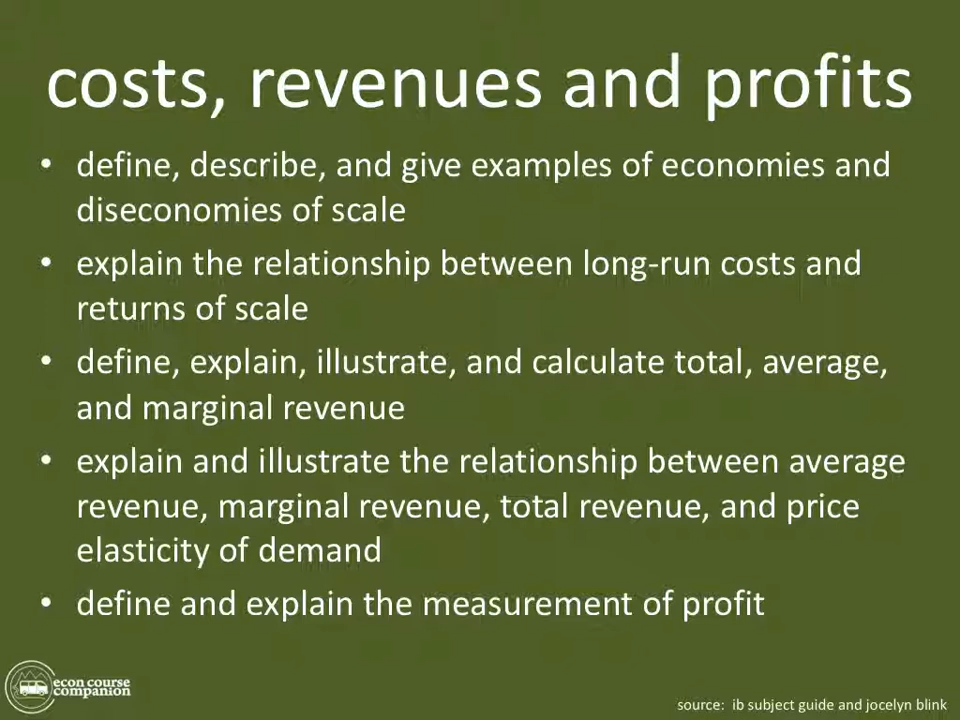 costs, revenues and profits
• define, describe, and give examples of economies and
diseconomies of scale
• explain the relationship between long-run costs and
returns of scale
• define, explain, illustrate, and calculate total, average,
and marginal revenue
• explain and illustrate the relationship between average
revenue, marginal revenue, total revenue, and price
elasticity of demand
• define and explain the measurement of profit
econ course
companion
source: ib subject guide and jocelyn blink